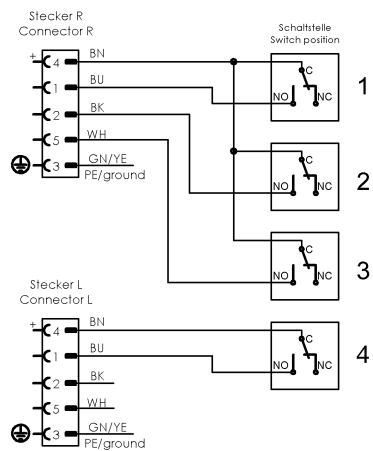 Stecker R
Connector R
Schaltstelle
Switch position
+ 4 BN
1 BU
2 BK
5 WH
3 GN/YE
PE/ground
C
NO NC
1
C
NO NC
2
C
NO NC
3
Stecker L
Connector L
+ 4 BN
1 BU
2 BK
5 WH
3 GN/YE
PE/ground
C
NO NC
4